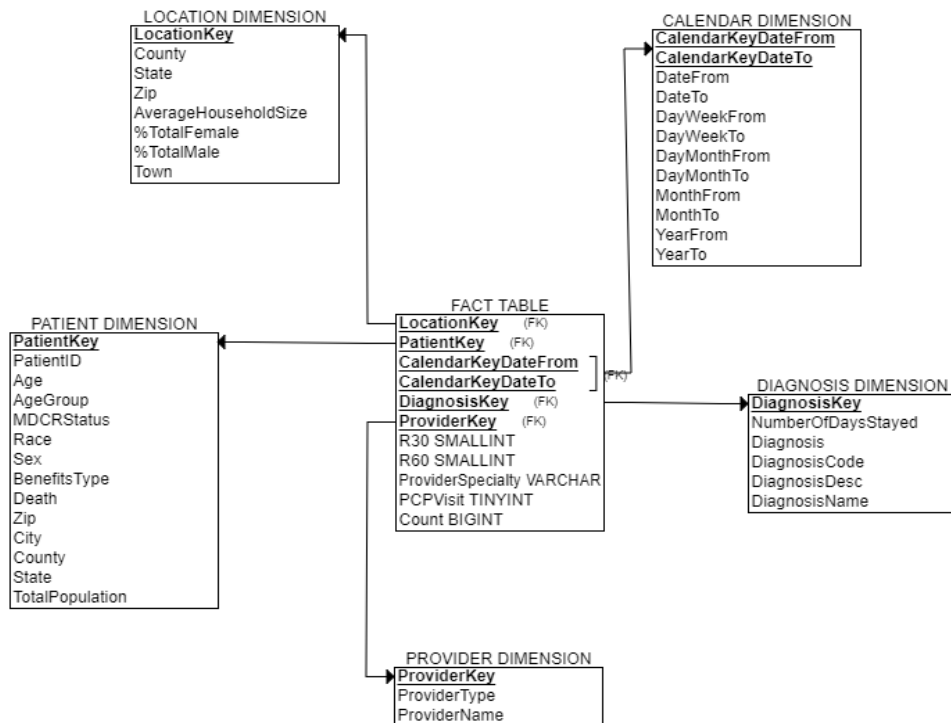 LOCATION DIMENSION
LocationKey
County
State
Zip
AverageHouseholdSize
%TotalFemale
%TotalMale
Town
CALENDAR DIMENSION
CalendarKeyDateFrom
CalendarKeyDateTo
DateFrom
DateTo
DayWeekFrom
DayWeekTo
DayMonthFrom
DayMonthTo
MonthFrom
MonthTo
YearFrom
YearTo
PATIENT DIMENSION
PatientKey
PatientID
Age
AgeGroup
MDCRStatus
Race
Sex
BenefitsType
Death
Zip
City
County
State
TotalPopulation
FACT TABLE
LocationKey (FK)
PatientKey (FK)
CalendarKeyDateFrom
CalendarKeyDateTo (FK)
DiagnosisKey (FK)
ProviderKey (FK)
R30 SMALLINT
R60 SMALLINT
ProviderSpecialty VARCHAR
PCPVisit TINYINT
Count BIGINT
DIAGNOSIS DIMENSION
DiagnosisKey
NumberOfDaysStayed
Diagnosis
DiagnosisCode
DiagnosisDesc
DiagnosisName
PROVIDER DIMENSION
ProviderKey
ProviderType
ProviderName